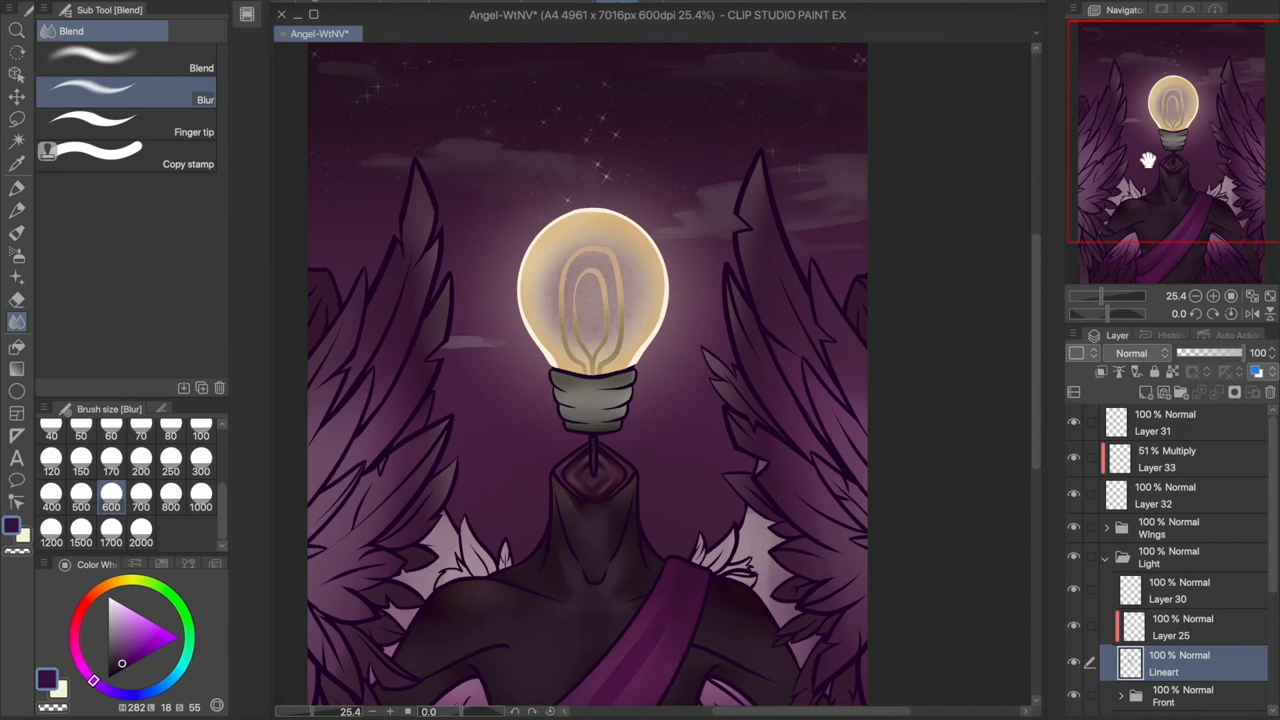 Sub Tool [Blend]
Angel-WtNV* (A4 4961 x 7016px 600dpi 25.4%) - CLIP STUDIO PAINT EX
Navigator
Blend
Angel-WtNV*
Blend
Blur
Finger tip
Copy stamp
25.4
0.0
Layer
Histor
Auto Action
Normal
100
Brush size [Blur]
40 50 60 70 80 100
120 150 170 200 250 300
400 500 600 700 800 1000
1200 1500 1700 2000
100 % Normal
Layer 31
51 % Multiply
Layer 33
100 % Normal
Layer 32
100 % Normal
Wings
100 % Normal
Light
100 % Normal
Layer 30
100 % Normal
Layer 25
100 % Normal
Lineart
100 % Normal
Front
Color Whe
H 282 L 18 S 55
25.4
0.0